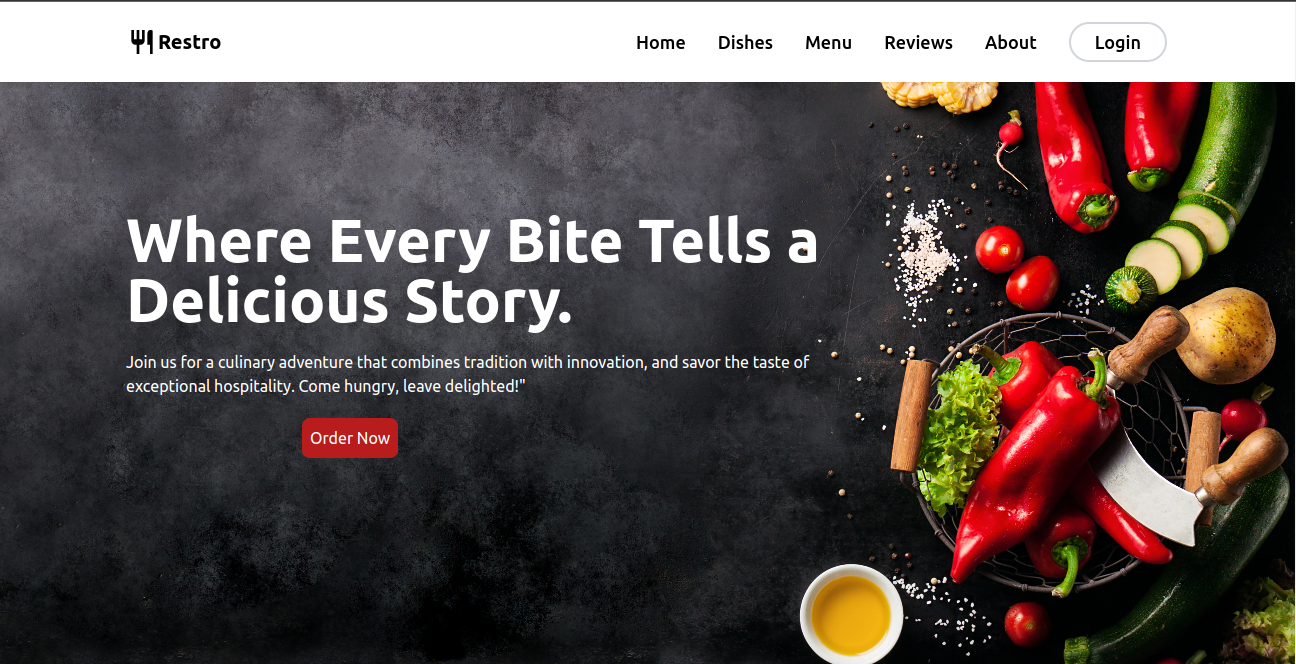 Restro
Home
Dishes
Menu
Reviews
About
Login
Where Every Bite Tells a
Delicious Story.
Join us for a culinary adventure that combines tradition with innovation, and savor the taste of
exceptional hospitality. Come hungry, leave delighted!"
Order Now